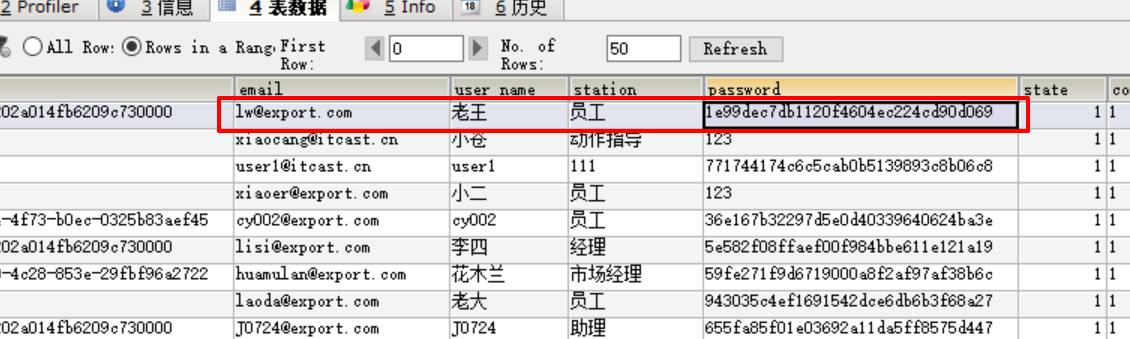 2 Profiler 3 信息 4 表数据 5 Info 18 6 历史
All Row: Rows in a Rang First Row: 0 No. of Rows: 50 Refresh
email user_name station password state co
202a014fb6209c730000 lw@export.com 老王 员工 1e99dec7db1120f4604ec224cd90d069 1 1
xiaocang@itcast.cn 小苍 动作指导 123 1 1
user1@itcast.cn user1 111 771744174c6c5cab0b5139893c8b06c8 1 1
xiaoer@export.com 小二 员工 123 1 1
-4f73-b0ec-0325b83aef45 cy002@export.com cy002 员工 36e167b32297d5e0d40339640624ba3e 1 1
202a014fb6209c730000 lisi@export.com 李四 经理 5e582f08ffaef00f984bbe611e121a19 1 1
-4c28-853e-29fbf96a2722 huamulan@export.com 花木兰 市场经理 59fe271f9d6719000a8f2af97af38b6c 1 1
laoda@export.com 老大 员工 943035c4ef1691542dce6db6b3f68a27 1 1
202a014fb6209c730000 J0724@export.com J0724 助理 655fa85f01e03692a11da5ff8575d447 1 1